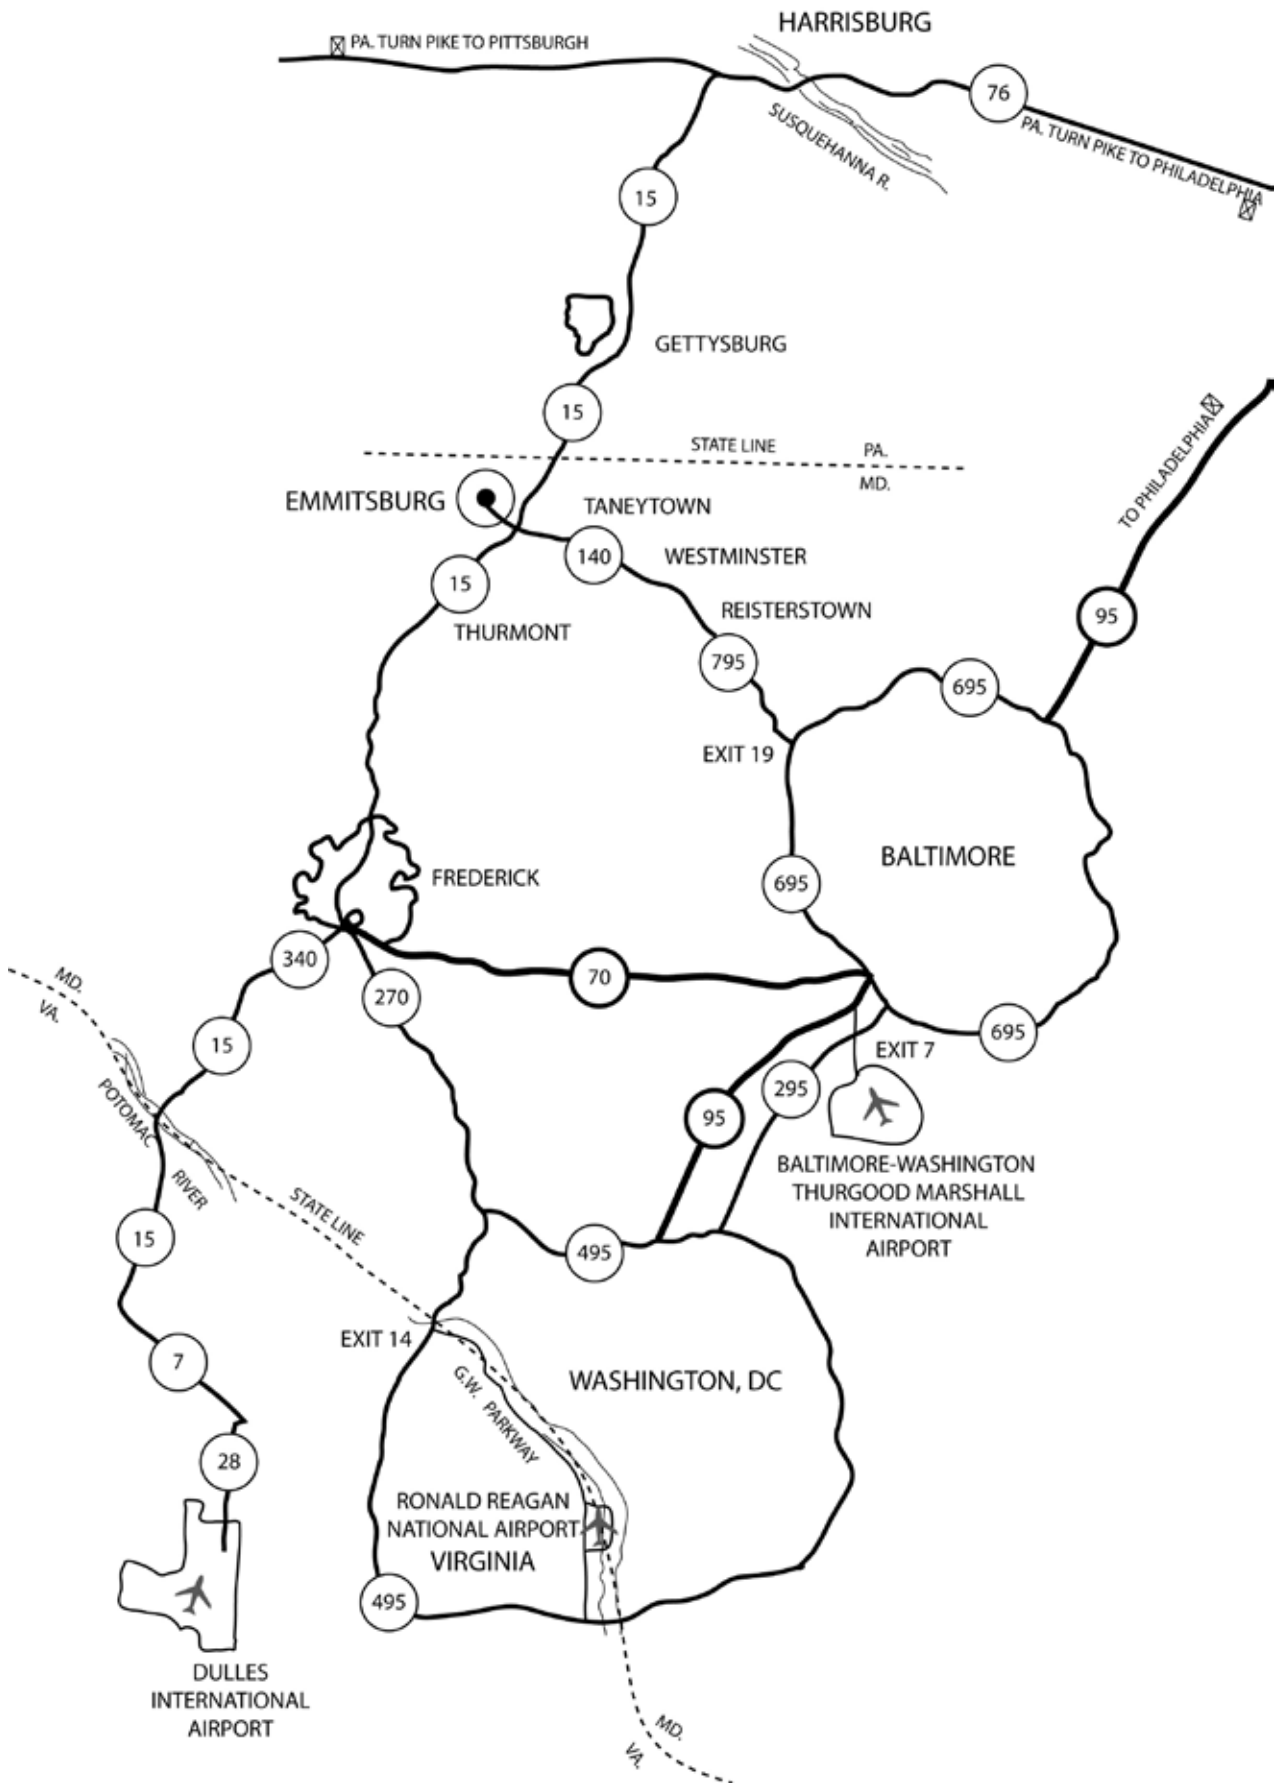 HARRISBURG
PA. TURN PIKE TO PITTSBURGH
76
PA. TURN PIKE TO PHILADELPHIA
SUSQUEHANNA R.
15
GETTYSBURG
15
TO PHILADELPHIA
STATE LINE
PA.
MD.
EMMITSBURG
TANEYTOWN
140
WESTMINSTER
15
REISTERSTOWN
95
THURMONT
795
695
EXIT 19
BALTIMORE
FREDERICK
695
340
70
MD.
VA.
270
15
695
EXIT 7
295
POTOMAC
RIVER
95
BALTIMORE-WASHINGTON
THURGOOD MARSHALL
INTERNATIONAL
AIRPORT
STATE LINE
15
495
EXIT 14
7
G.W. PARKWAY
WASHINGTON, DC
28
RONALD REAGAN
NATIONAL AIRPORT
VIRGINIA
495
DULLES
INTERNATIONAL
AIRPORT
MD.
VA.